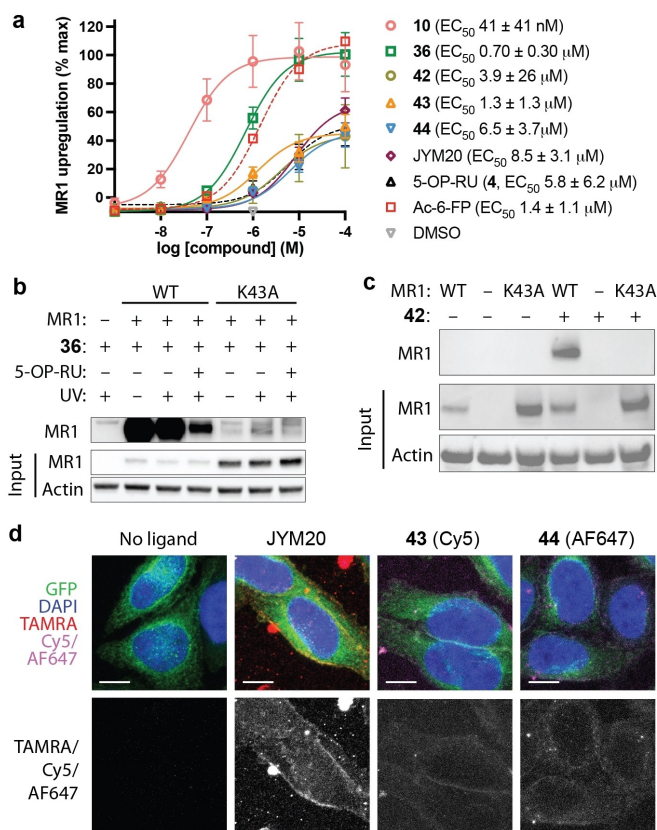 a
MR1 upregulation (% max)
120
100
80
60
40
20
0
-8 -7 -6 -5 -4
log [compound] (M)
10 (EC50 41 ± 41 nM)
36 (EC50 0.70 ± 0.30 µM)
42 (EC50 3.9 ± 26 µM)
43 (EC50 1.3 ± 1.3 µM)
44 (EC50 6.5 ± 3.7µM)
JYM20 (EC50 8.5 ± 3.1 µM)
5-OP-RU (4, EC50 5.8 ± 6.2 µM)
Ac-6-FP (EC50 1.4 ± 1.1 µM)
DMSO
b
WT K43A
MR1: − + + + + + +
36: + + + + + + +
5-OP-RU: − − − + − − +
UV: + − + + − + +
MR1
Input
MR1
Actin
c
MR1: WT − K43A WT − K43A
42: − − − + + +
MR1
Input
MR1
Actin
d
No ligand JYM20 43 (Cy5) 44 (AF647)
GFP
DAPI
TAMRA
Cy5/
AF647
TAMRA/
Cy5/
AF647